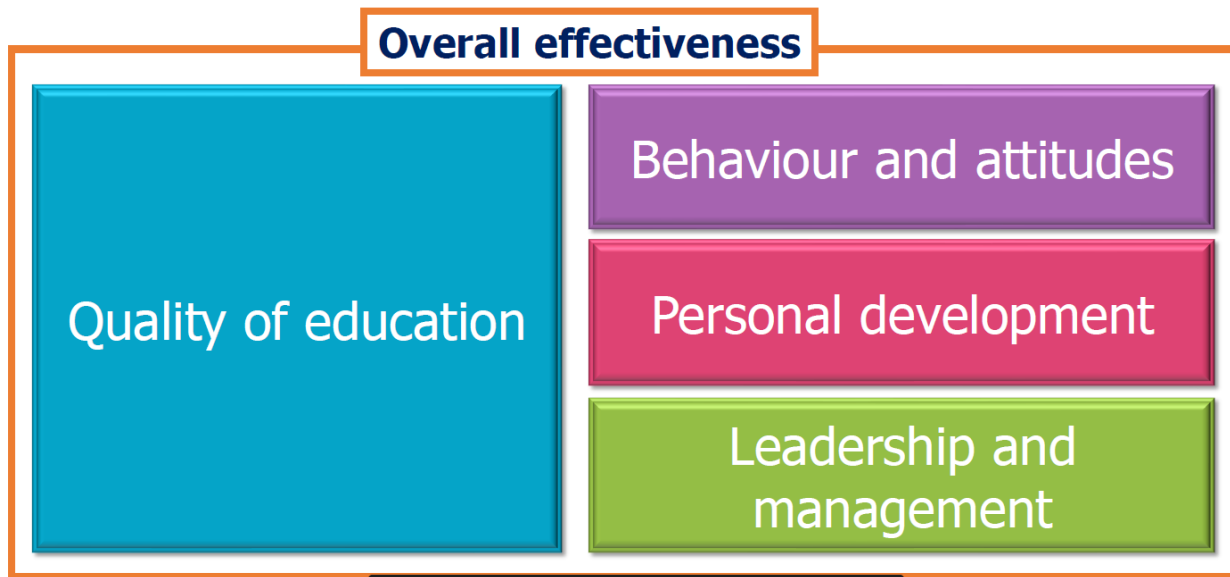 Overall effectiveness
Quality of education
Behaviour and attitudes
Personal development
Leadership and
management